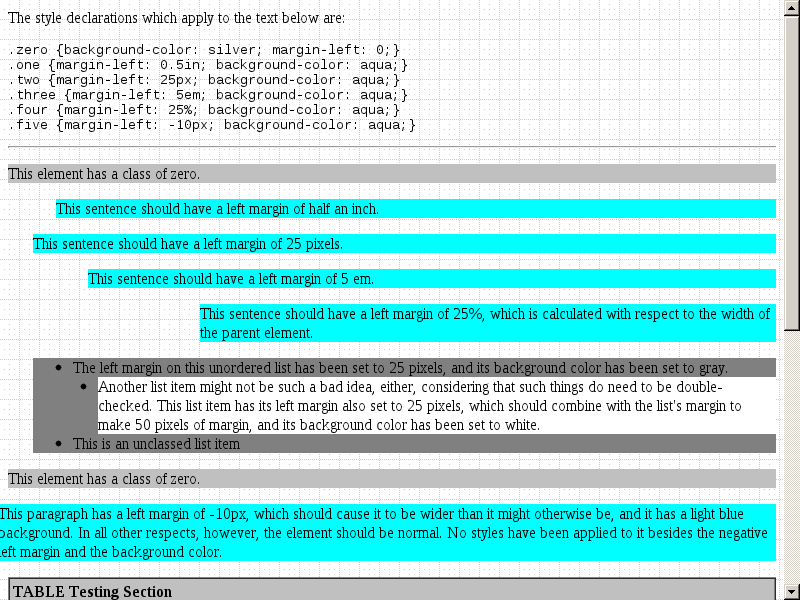 The style declarations which apply to the text below are:
.zero {background-color: silver; margin-left: 0;}
.one {margin-left: 0.5in; background-color: aqua;}
.two {margin-left: 25px; background-color: aqua;}
.three {margin-left: 5em; background-color: aqua;}
.four {margin-left: 25%; background-color: aqua;}
.five {margin-left: -10px; background-color: aqua;}
This element has a class of zero.
This sentence should have a left margin of half an inch.
This sentence should have a left margin of 25 pixels.
This sentence should have a left margin of 5 em.
This sentence should have a left margin of 25%, which is calculated with respect to the width of
the parent element.
The left margin on this unordered list has been set to 25 pixels, and its background color has been set to gray.
Another list item might not be such a bad idea, either, considering that such things do need to be double-
checked. This list item has its left margin also set to 25 pixels, which should combine with the list's margin to
make 50 pixels of margin, and its background color has been set to white.
This is an unclassed list item
This element has a class of zero.
This paragraph has a left margin of -10px, which should cause it to be wider than it might otherwise be, and it has a light blue
background. In all other respects, however, the element should be normal. No styles have been applied to it besides the negative
left margin and the background color.
TABLE Testing Section